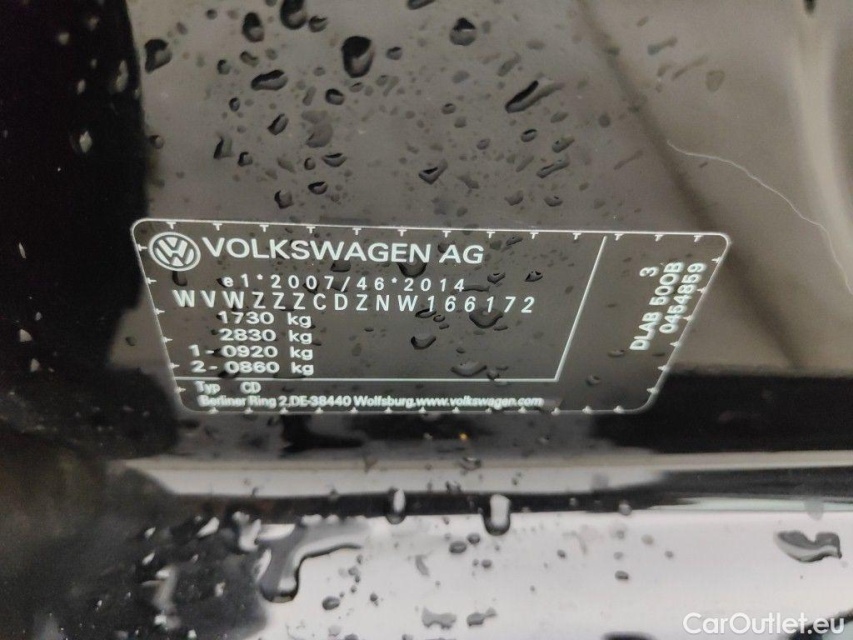 VOLKSWAGEN AG
e1*2007/46*2014
WVWZZZCDZNW166172
1730 kg
2830 kg
1-0920 kg
2-0860 kg
Typ CD
Berliner Ring 2,DE-38440 Wolfsburg,www.volkswagen.com
3
DLAB 500B
0454859
CarOutlet.eu